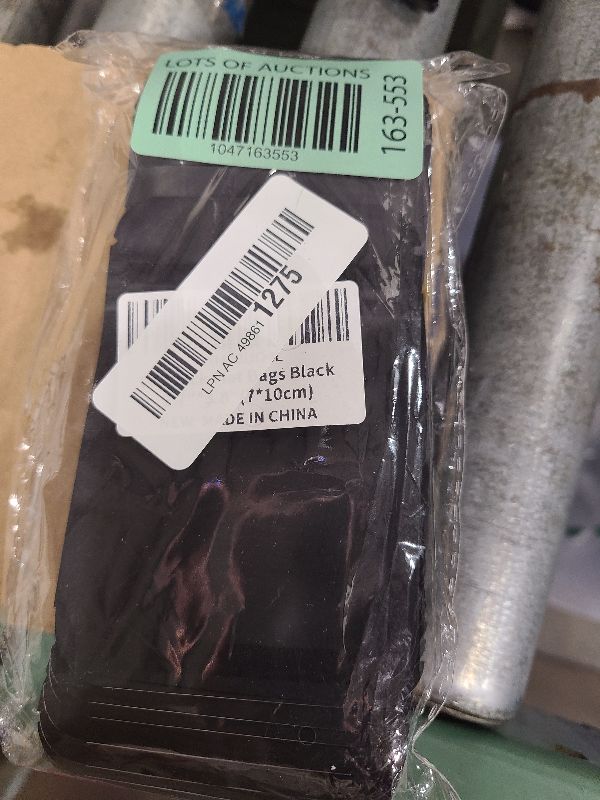 LOTS OF AUCTIONS
1047163553
163-553
LPN AC 49861 1275
ags Black
(7*10cm)
DE IN CHINA